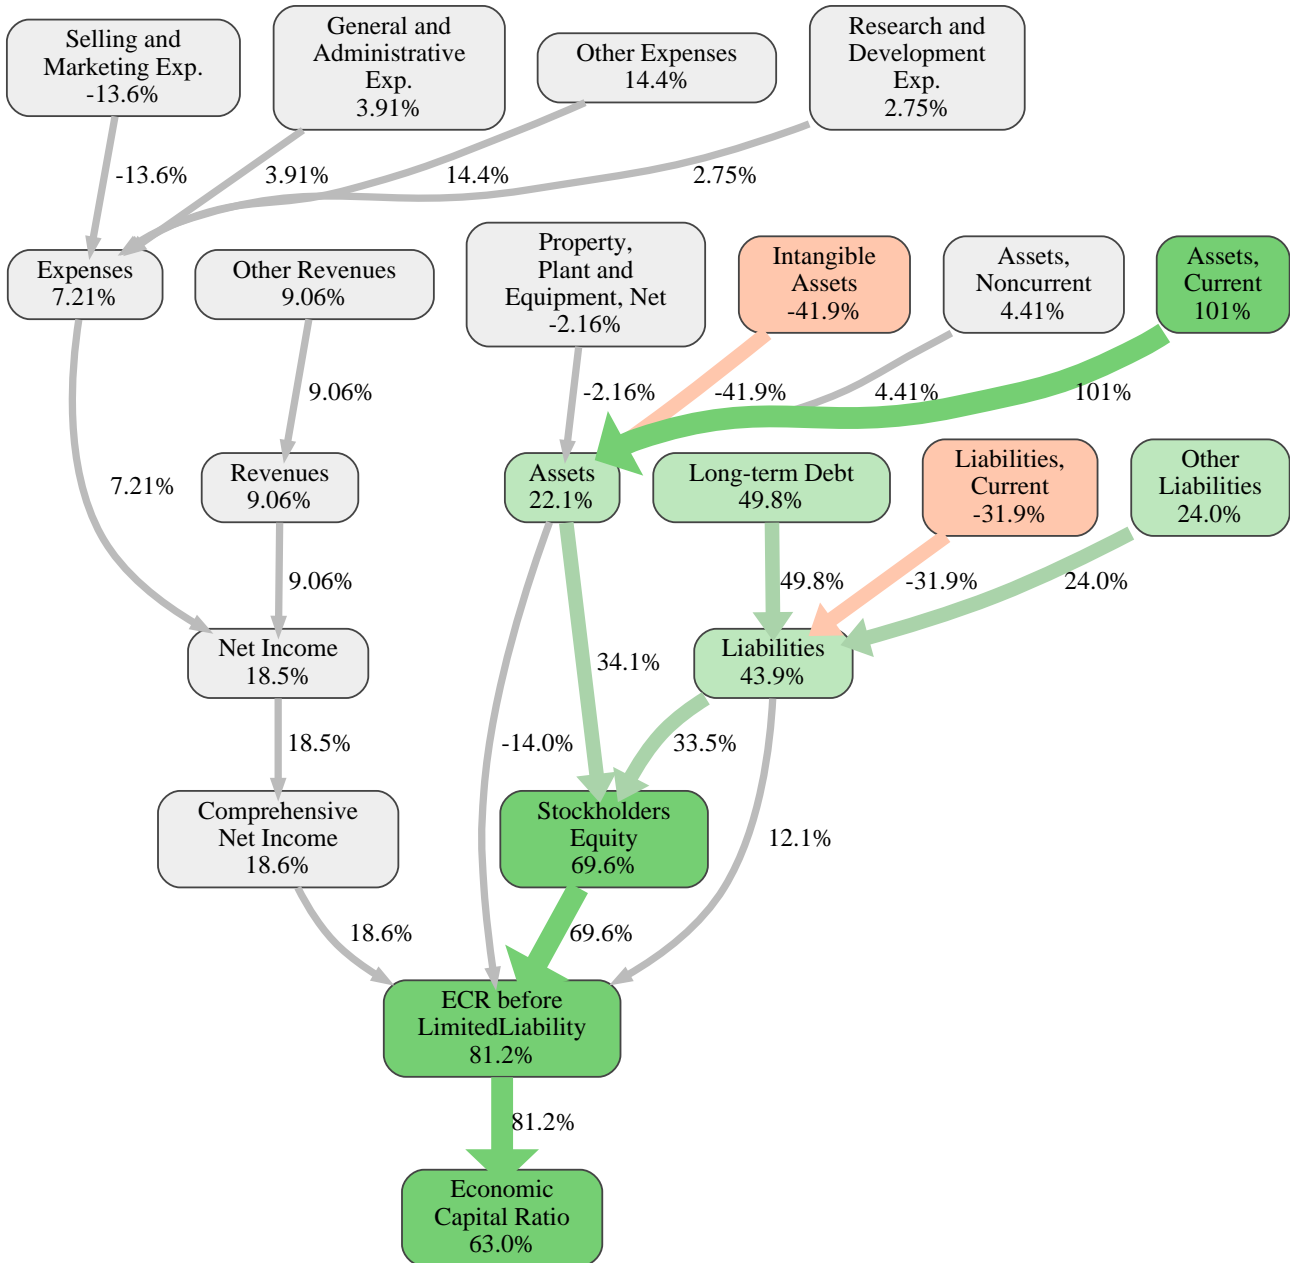 Selling and
Marketing Exp.
-13.6%
General and
Administrative
Exp.
3.91%
Other Expenses
14.4%
Research and
Development
Exp.
2.75%
-13.6%
3.91%
14.4%
2.75%
Expenses
7.21%
Other Revenues
9.06%
Property,
Plant and
Equipment, Net
-2.16%
Intangible
Assets
-41.9%
Assets,
Noncurrent
4.41%
Assets,
Current
101%
9.06%
-2.16%
-41.9%
4.41%
101%
7.21%
Revenues
9.06%
Assets
22.1%
Long-term Debt
49.8%
Liabilities,
Current
-31.9%
Other
Liabilities
24.0%
9.06%
49.8%
-31.9%
24.0%
Net Income
18.5%
34.1%
Liabilities
43.9%
18.5%
-14.0%
33.5%
Comprehensive
Net Income
18.6%
Stockholders
Equity
69.6%
12.1%
18.6%
69.6%
ECR before
LimitedLiability
81.2%
81.2%
Economic
Capital Ratio
63.0%